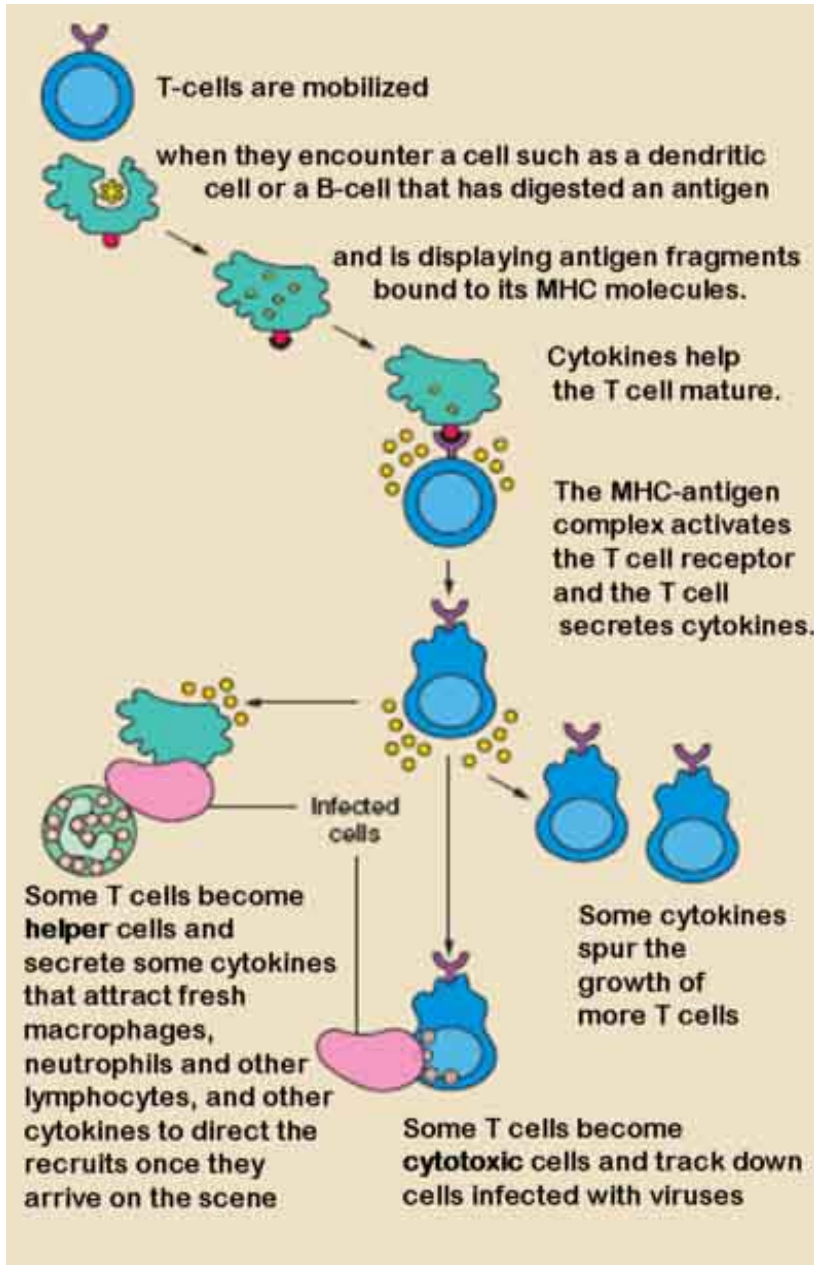 T-cells are mobilized
when they encounter a cell such as a dendritic
cell or a B-cell that has digested an antigen
and is displaying antigen fragments
bound to its MHC molecules.
Cytokines help
the T cell mature.
The MHC-antigen
complex activates
the T cell receptor
and the T cell
secretes cytokines.
Infected
cells
Some T cells become
helper cells and
secrete some cytokines
that attract fresh
macrophages,
neutrophils and other
lymphocytes, and other
cytokines to direct the
recruits once they
arrive on the scene
Some cytokines
spur the
growth of
more T cells
Some T cells become
cytotoxic cells and track down
cells infected with viruses